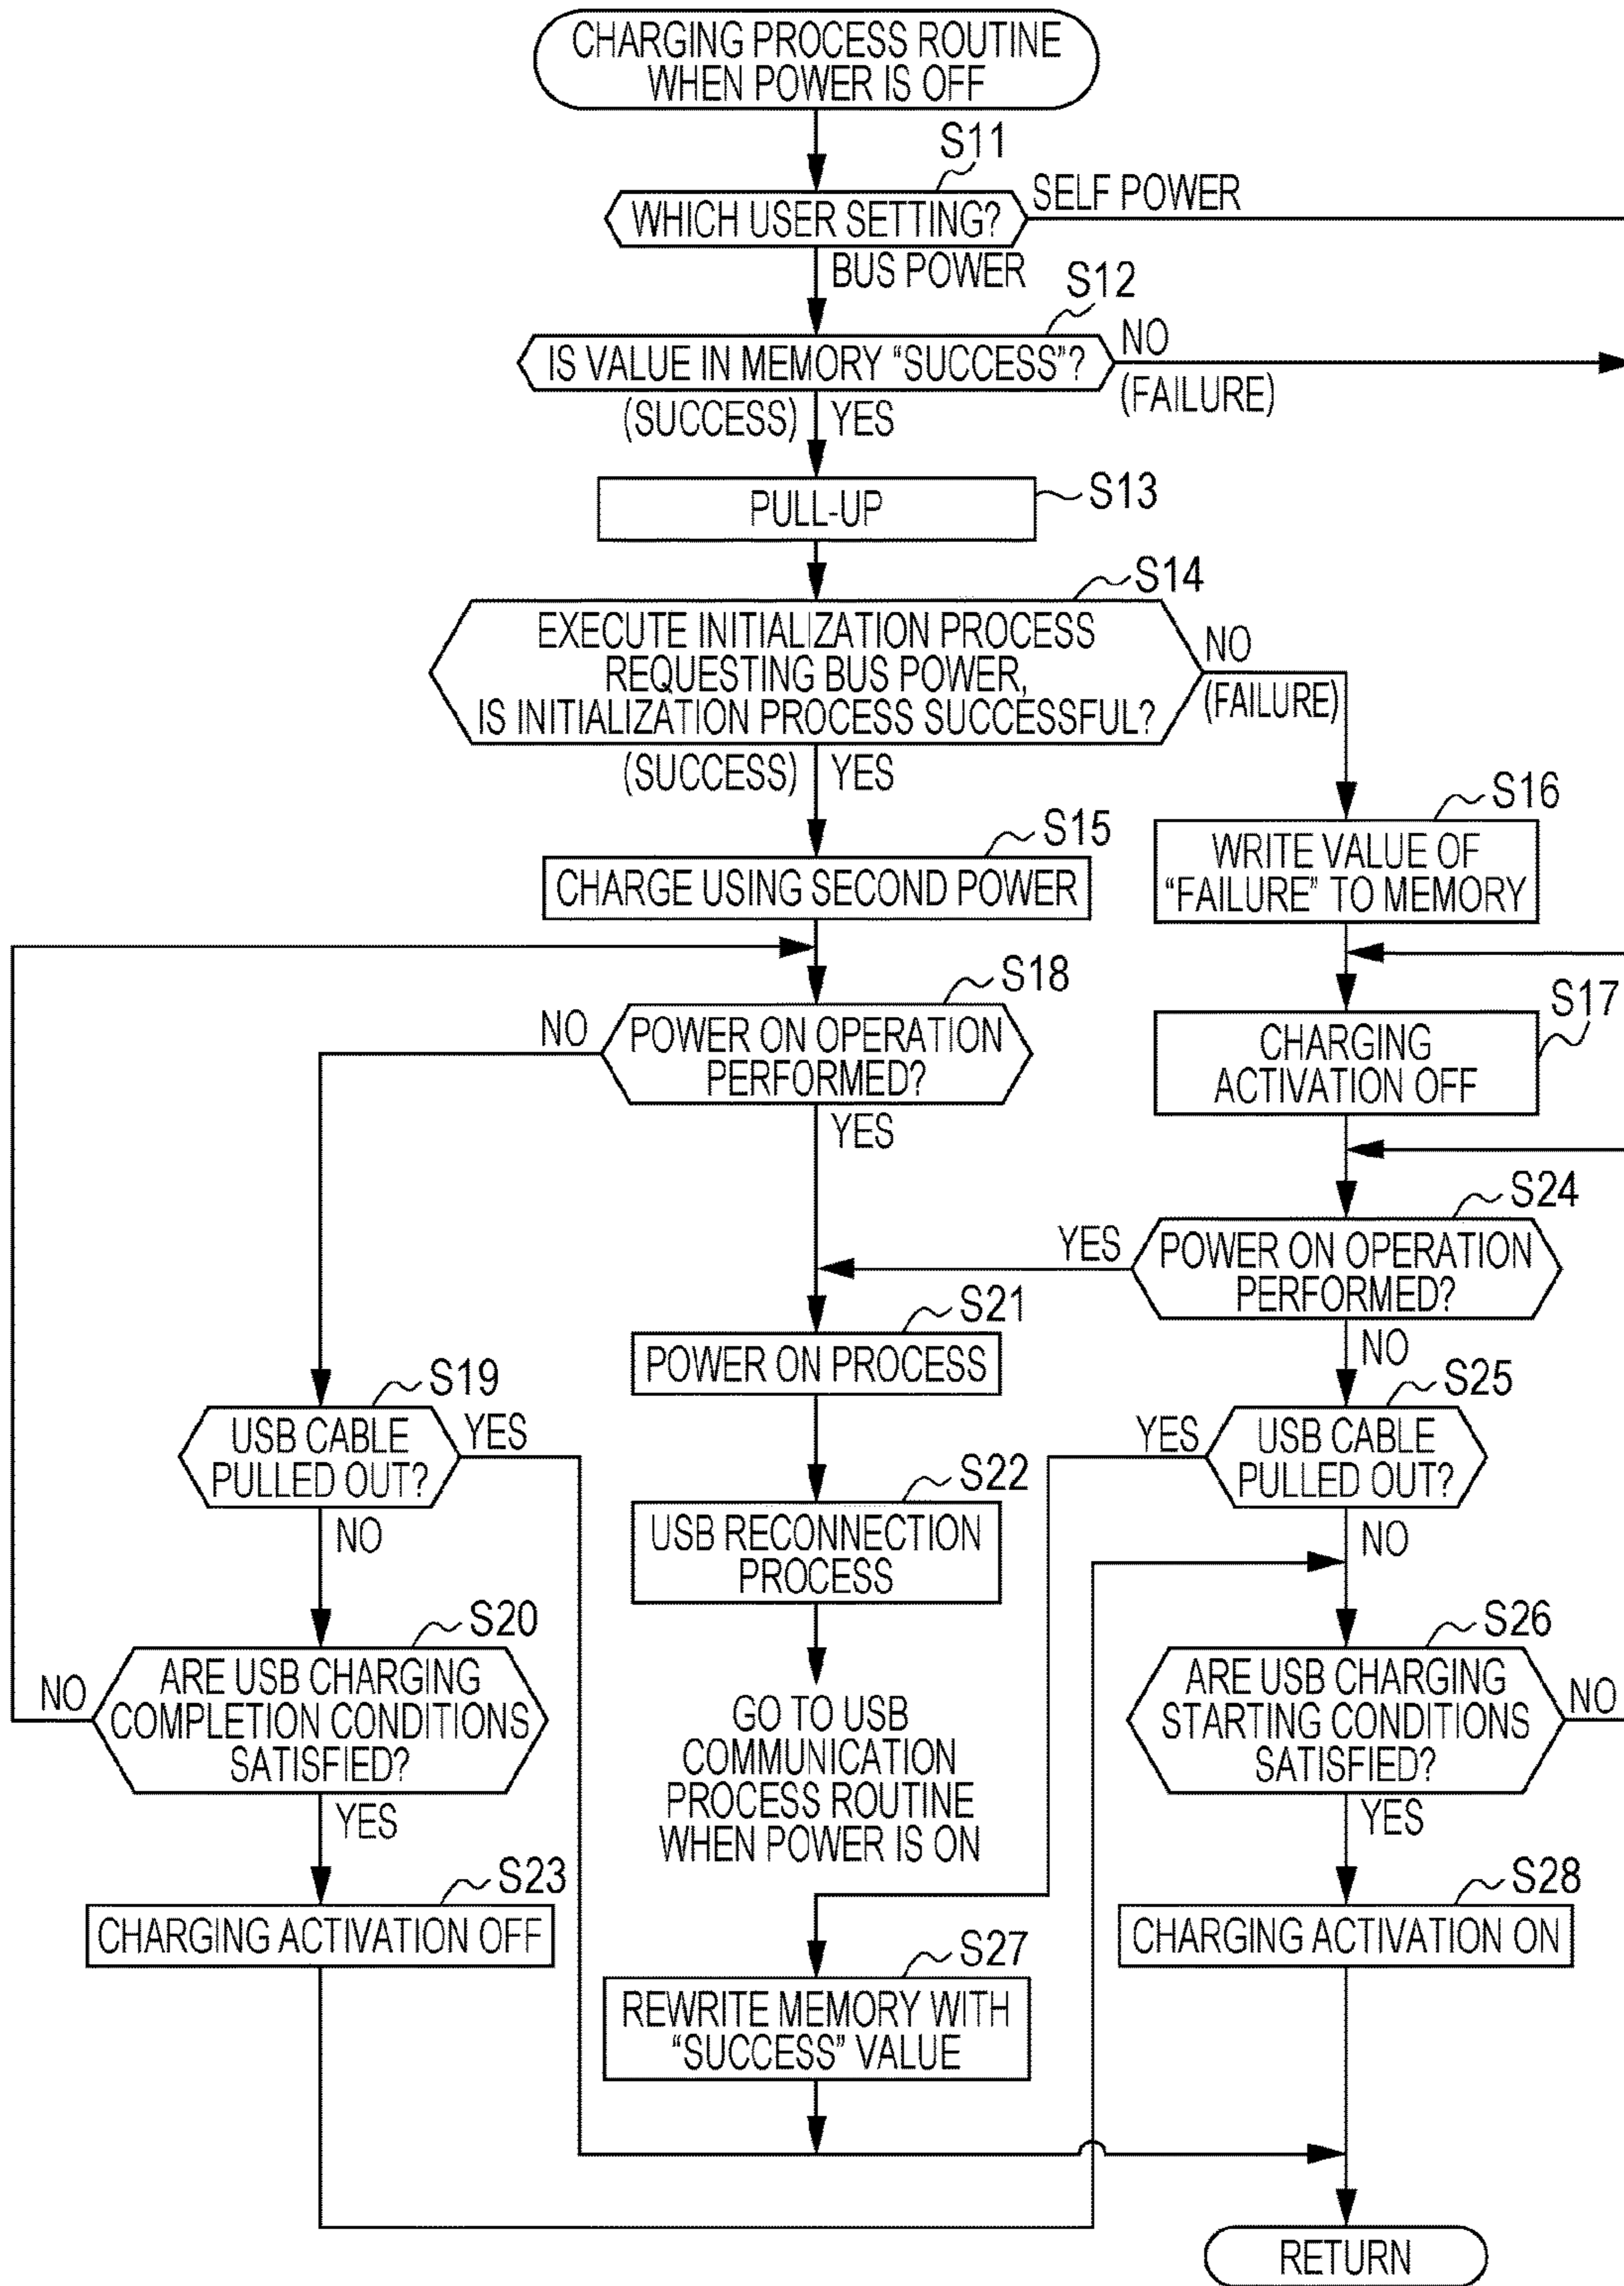 CHARGING PROCESS ROUTINE
WHEN POWER IS OFF
S11
WHICH USER SETTING?
SELF POWER
BUS POWER
S12
IS VALUE IN MEMORY “SUCCESS”?
NO
(FAILURE)
(SUCCESS) YES
PULL-UP
S13
S14
EXECUTE INITIALIZATION PROCESS
REQUESTING BUS POWER,
IS INITIALIZATION PROCESS SUCCESSFUL?
NO
(FAILURE)
(SUCCESS) YES
S15
CHARGE USING SECOND POWER
S16
WRITE VALUE OF
“FAILURE” TO MEMORY
S17
CHARGING
ACTIVATION OFF
S18
NO
POWER ON OPERATION
PERFORMED?
YES
S24
YES
POWER ON OPERATION
PERFORMED?
NO
S21
POWER ON PROCESS
S19
USB CABLE
PULLED OUT?
YES
NO
S22
USB RECONNECTION
PROCESS
S25
YES
USB CABLE
PULLED OUT?
NO
S20
NO
ARE USB CHARGING
COMPLETION CONDITIONS
SATISFIED?
YES
GO TO USB
COMMUNICATION
PROCESS ROUTINE
WHEN POWER IS ON
S26
ARE USB CHARGING
STARTING CONDITIONS
SATISFIED?
NO
YES
S23
CHARGING ACTIVATION OFF
S28
CHARGING ACTIVATION ON
S27
REWRITE MEMORY WITH
“SUCCESS” VALUE
RETURN